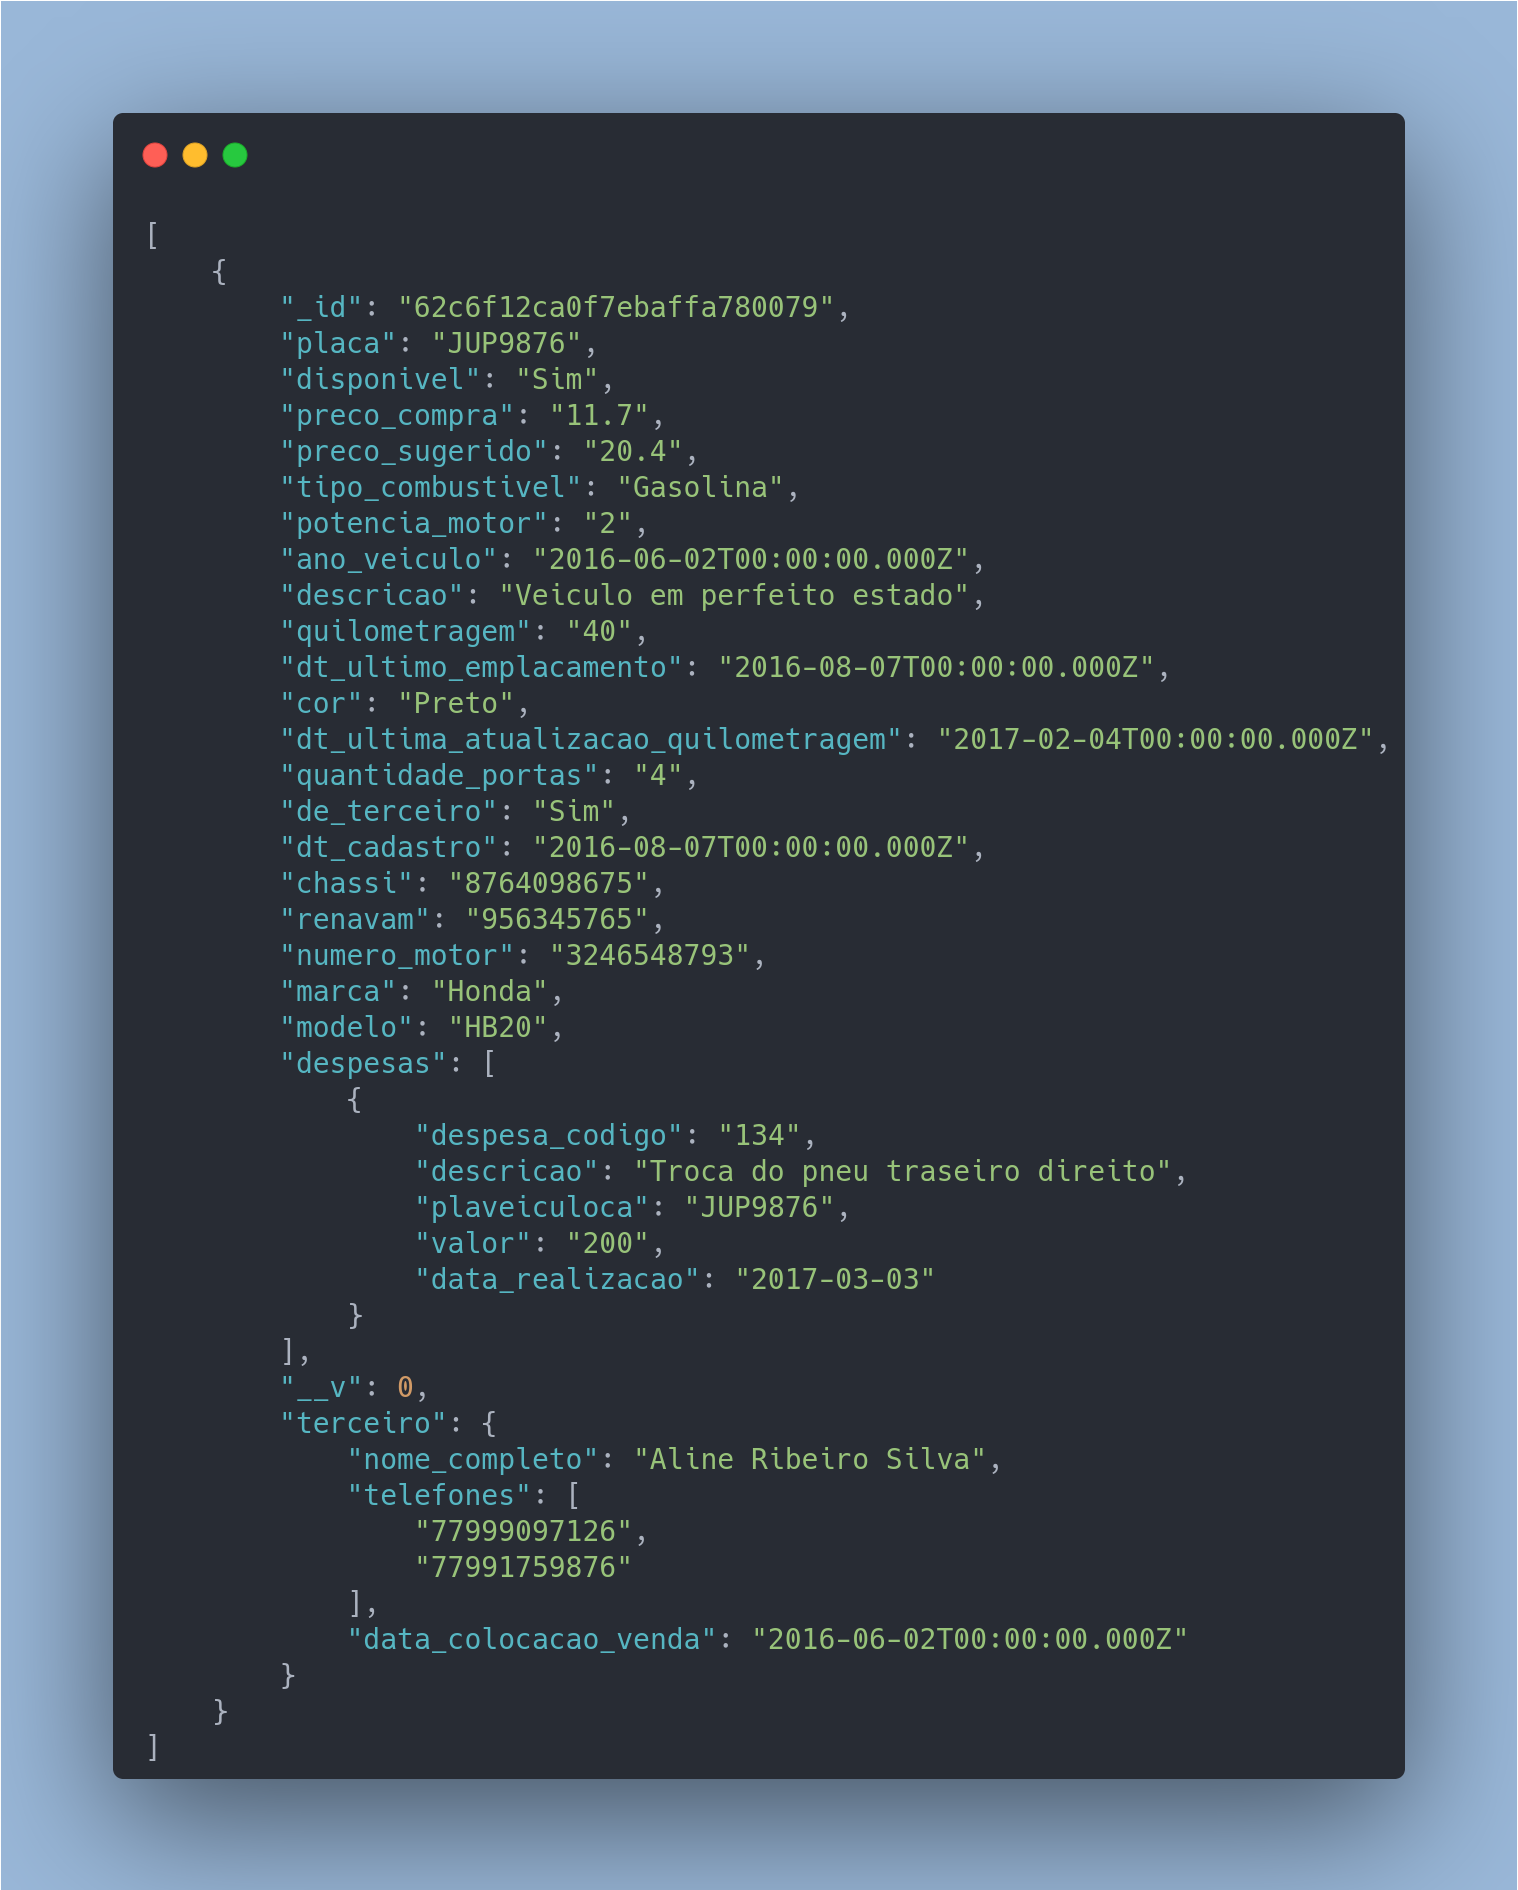 [
    {
        "_id": "62c6f12ca0f7ebaffa780079",
        "placa": "JUP9876",
        "disponivel": "Sim",
        "preco_compra": "11.7",
        "preco_sugerido": "20.4",
        "tipo_combustivel": "Gasolina",
        "potencia_motor": "2",
        "ano_veiculo": "2016-06-02T00:00:00.000Z",
        "descricao": "Veiculo em perfeito estado",
        "quilometragem": "40",
        "dt_ultimo_emplacamento": "2016-08-07T00:00:00.000Z",
        "cor": "Preto",
        "dt_ultima_atualizacao_quilometragem": "2017-02-04T00:00:00.000Z",
        "quantidade_portas": "4",
        "de_terceiro": "Sim",
        "dt_cadastro": "2016-08-07T00:00:00.000Z",
        "chassi": "8764098675",
        "renavam": "956345765",
        "numero_motor": "3246548793",
        "marca": "Honda",
        "modelo": "HB20",
        "despesas": [
            {
                "despesa_codigo": "134",
                "descricao": "Troca do pneu traseiro direito",
                "plaveiculoca": "JUP9876",
                "valor": "200",
                "data_realizacao": "2017-03-03"
            }
        ],
        "__v": 0,
        "terceiro": {
            "nome_completo": "Aline Ribeiro Silva",
            "telefones": [
                "77999097126",
                "77991759876"
            ],
            "data_colocacao_venda": "2016-06-02T00:00:00.000Z"
        }
    }
]